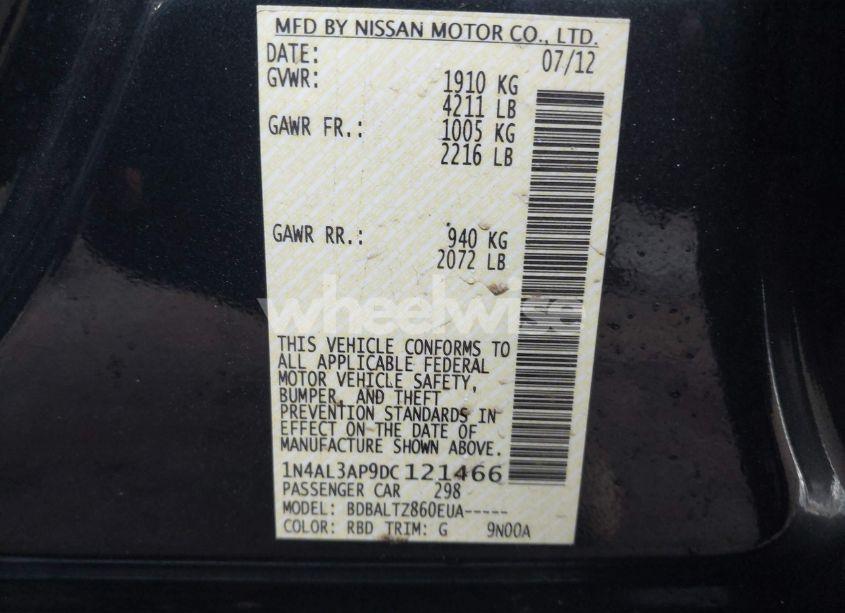 MFD BY NISSAN MOTOR CO., LTD.
DATE: 07/12
GVWR: 1910 KG
4211 LB
GAWR FR.: 1005 KG
2216 LB
GAWR RR.: 940 KG
2072 LB
wheelwise
THIS VEHICLE CONFORMS TO
ALL APPLICABLE FEDERAL
MOTOR VEHICLE SAFETY,
BUMPER, AND THEFT
PREVENTION STANDARDS IN
EFFECT ON THE DATE OF
MANUFACTURE SHOWN ABOVE.
1N4AL3AP9DC121466
PASSENGER CAR 298
MODEL: BDBALTZ860EUA-----
COLOR: RBD TRIM: G 9N00A